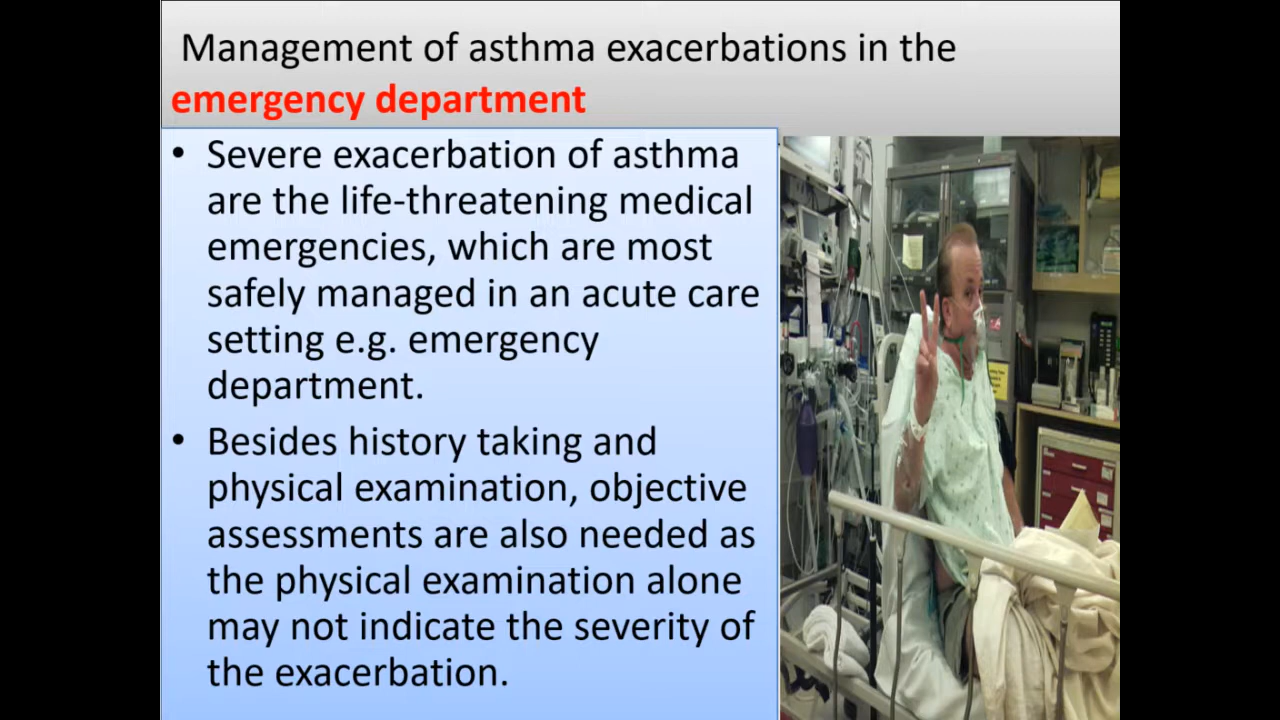 Management of asthma exacerbations in the
emergency department
• Severe exacerbation of asthma
are the life-threatening medical
emergencies, which are most
safely managed in an acute care
setting e.g. emergency
department.
• Besides history taking and
physical examination, objective
assessments are also needed as
the physical examination alone
may not indicate the severity of
the exacerbation.